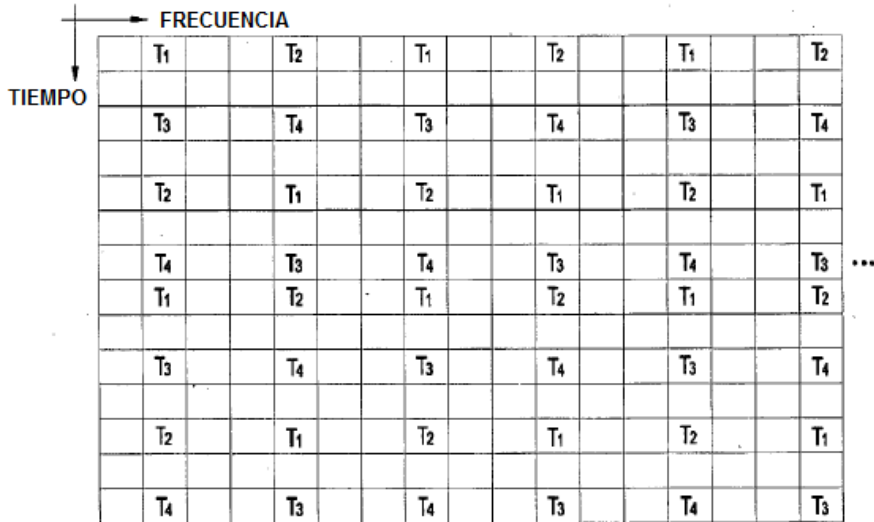 FRECUENCIA
T1 T2 T1 T2 T1 T2
TIEMPO
T3 T4 T3 T4 T3 T4
T2 T1 T2 T1 T2 T1
T4 T3 T4 T3 T4 T3 ...
T1 T2 T1 T2 T1 T2
T3 T4 T3 T4 T3 T4
T2 T1 T2 T1 T2 T1
T4 T3 T4 T3 T4 T3